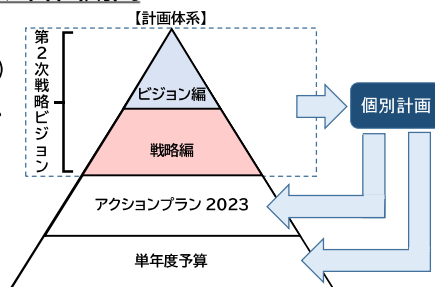 【計画体系】
第2次戦略ビジョン
ビジョン編
戦略編
個別計画
アクションプラン 2023
単年度予算